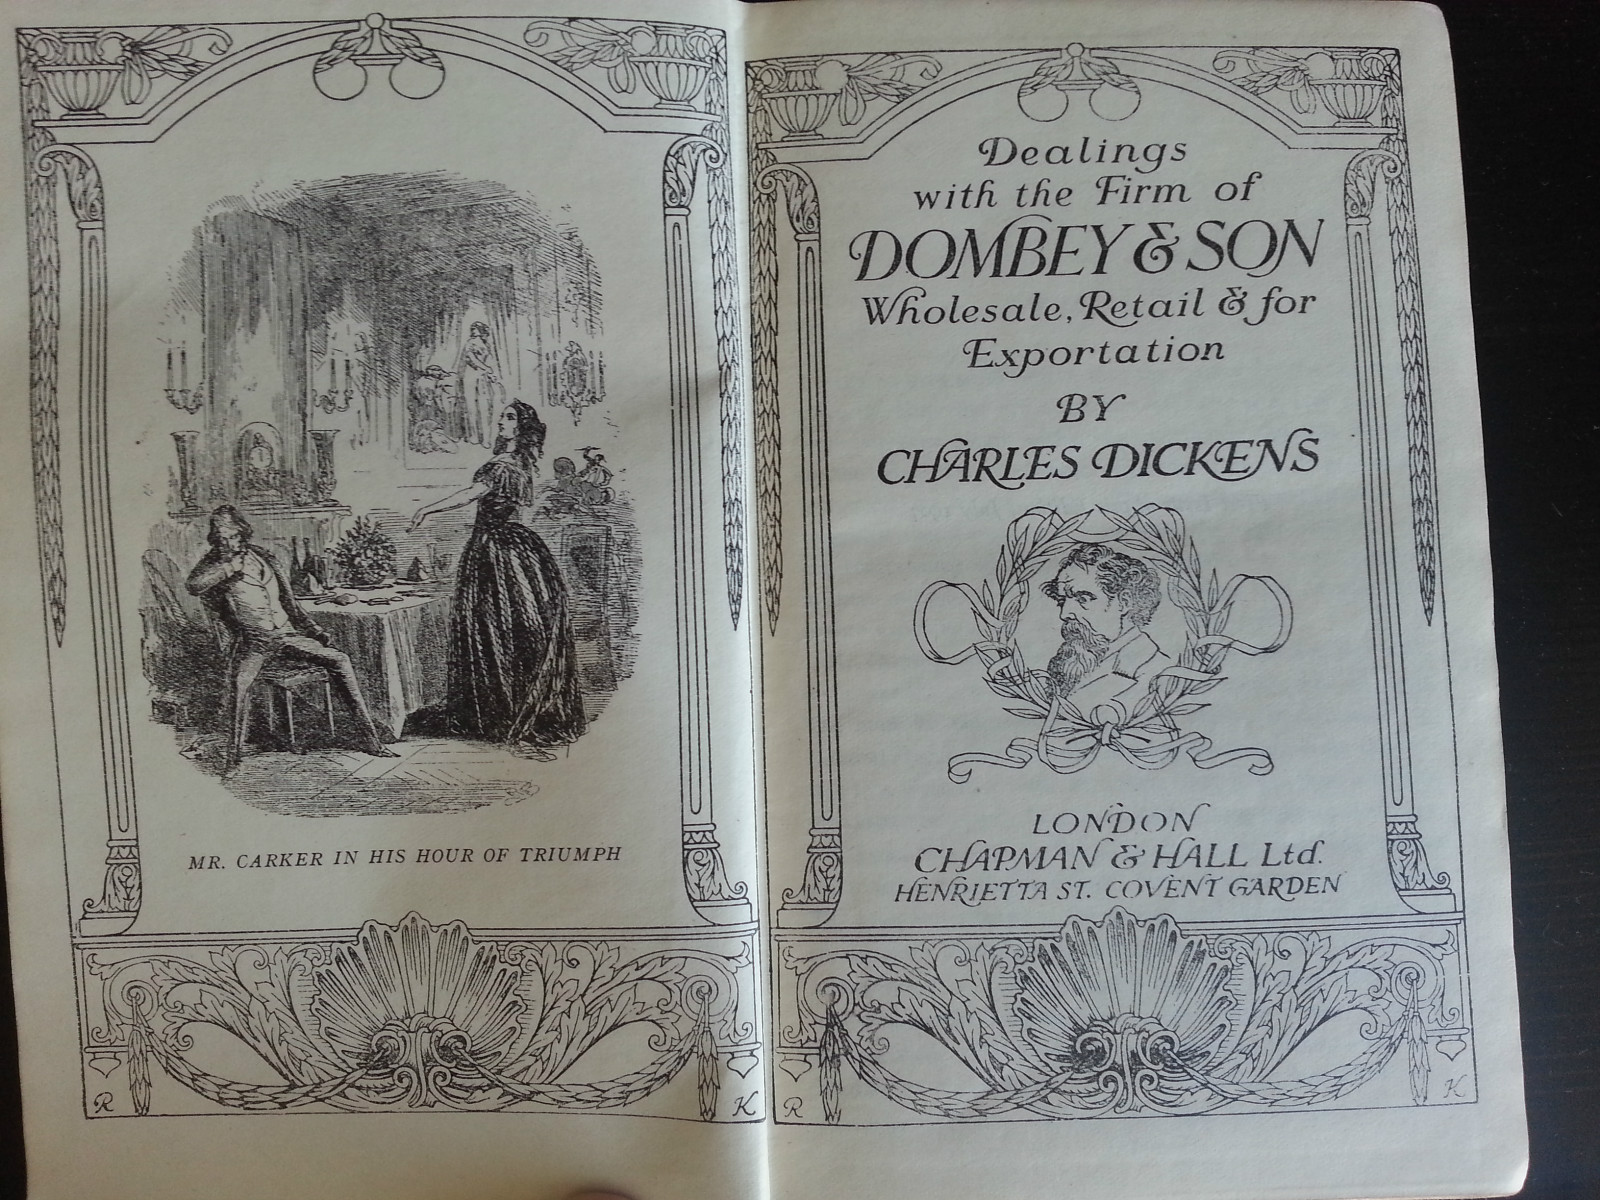 MR. CARKER IN HIS HOUR OF TRIUMPH
R
K
Dealings
with the Firm of
DOMBEY & SON
Wholesale, Retail & for
Exportation
BY
CHARLES DICKENS
LONDON
CHAPMAN & HALL Ltd.
HENRIETTA ST. COVENT GARDEN
R
K